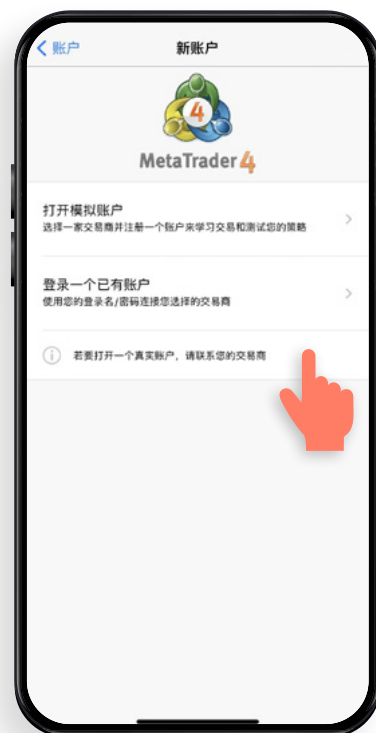 账户
新账户
4
MetaTrader 4
打开模拟账户
选择一家交易商并注册一个账户来学习交易和测试您的策略
登录一个已有账户
使用您的登录名/密码连接您选择的交易商
若要打开一个真实账户，请联系您的交易商